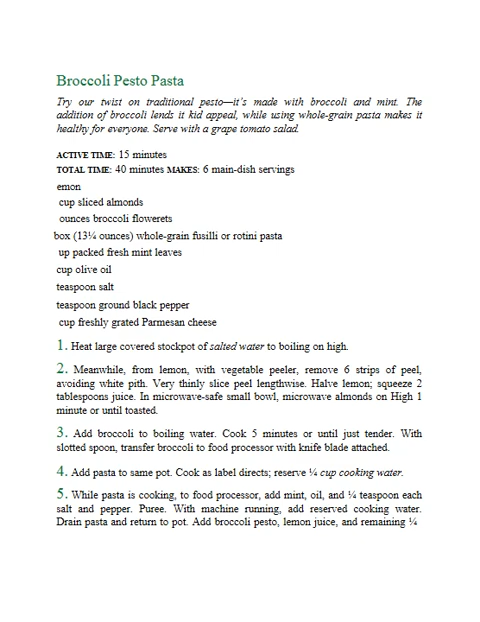 Broccoli Pesto Pasta
Try our twist on traditional pesto—it's made with broccoli and mint. The
addition of broccoli lends it kid appeal, while using whole-grain pasta makes it
healthy for everyone. Serve with a grape tomato salad.
ACTIVE TIME: 15 minutes
TOTAL TIME: 40 minutes MAKES: 6 main-dish servings
emon
cup sliced almonds
ounces broccoli flowerets
box (13¼ ounces) whole-grain fusilli or rotini pasta
up packed fresh mint leaves
cup olive oil
teaspoon salt
teaspoon ground black pepper
cup freshly grated Parmesan cheese
1. Heat large covered stockpot of salted water to boiling on high.
2. Meanwhile, from lemon, with vegetable peeler, remove 6 strips of peel,
avoiding white pith. Very thinly slice peel lengthwise. Halve lemon; squeeze 2
tablespoons juice. In microwave-safe small bowl, microwave almonds on High 1
minute or until toasted.
3. Add broccoli to boiling water. Cook 5 minutes or until just tender. With
slotted spoon, transfer broccoli to food processor with knife blade attached.
4. Add pasta to same pot. Cook as label directs; reserve ¼ cup cooking water.
5. While pasta is cooking, to food processor, add mint, oil, and ¼ teaspoon each
salt and pepper. Puree. With machine running, add reserved cooking water.
Drain pasta and return to pot. Add broccoli pesto, lemon juice, and remaining ¼